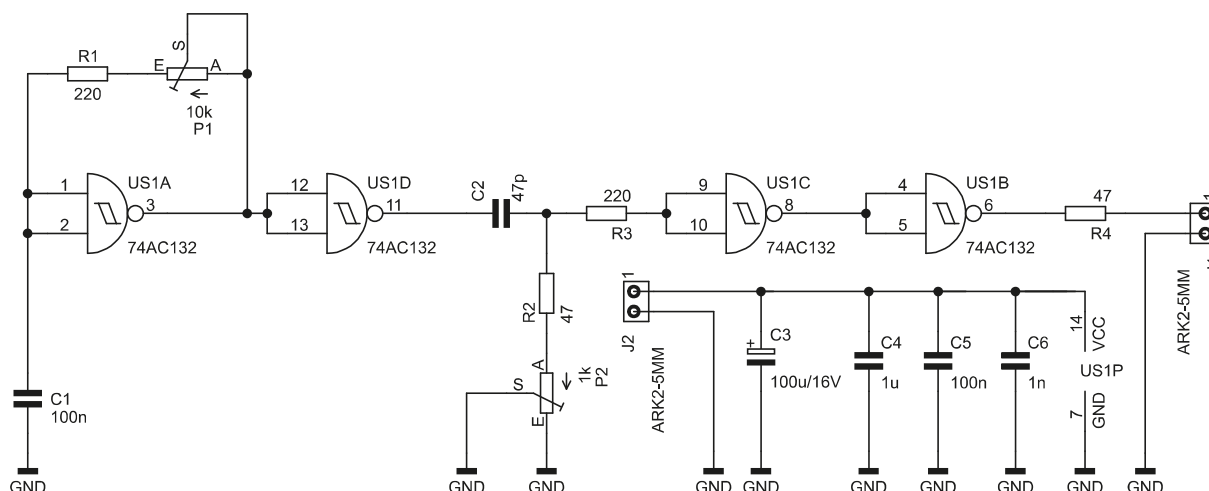 R1
220
S
E
A
10k
P1
1
2
US1A
3
74AC132
12
13
US1D
11
74AC132
C2
47p
220
R3
9
10
US1C
8
74AC132
4
5
US1B
6
74AC132
47
R4
1
ARK2-5MM
R2
47
A
S
E
1k
P2
1
J2
ARK2-5MM
C3
+
100u/16V
C4
1u
C5
100n
C6
1n
14
VCC
US1P
7
GND
C1
100n
GND
GND
GND
GND
GND
GND
GND
GND
GND
GND